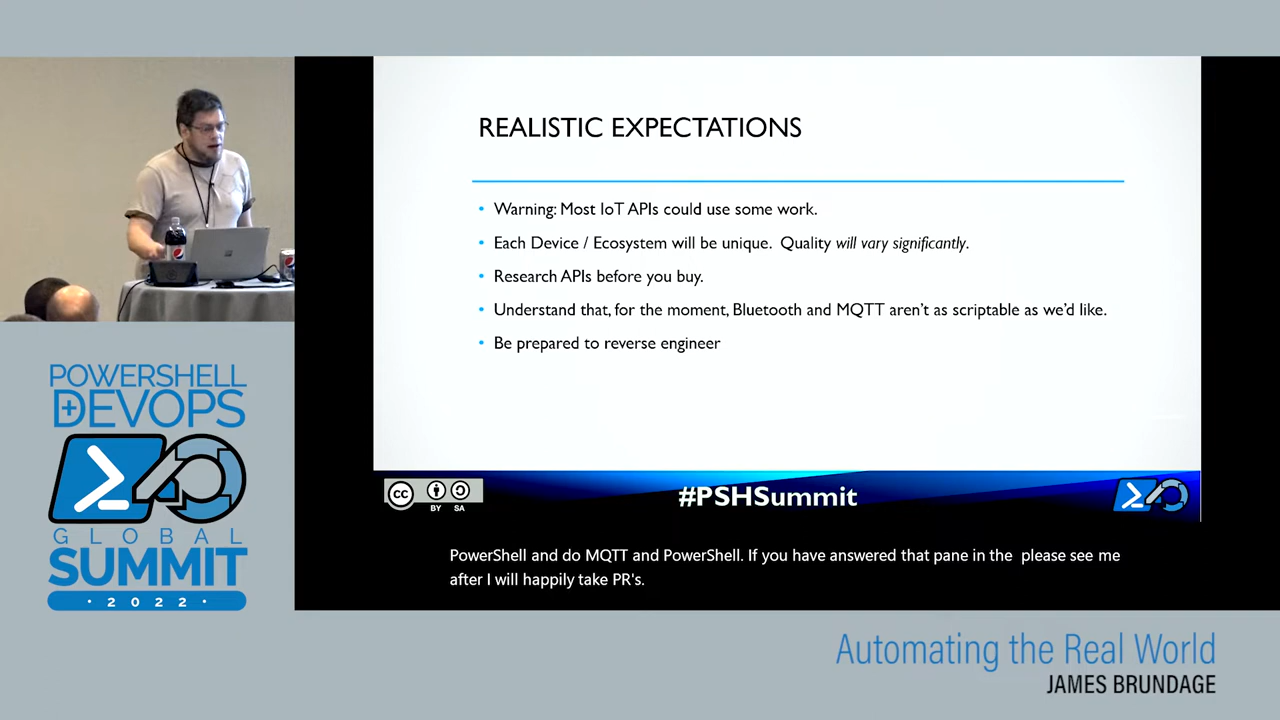 REALISTIC EXPECTATIONS
• Warning: Most IoT APIs could use some work.
• Each Device / Ecosystem will be unique.  Quality will vary significantly.
• Research APIs before you buy.
• Understand that, for the moment, Bluetooth and MQTT aren't as scriptable as we'd like.
• Be prepared to reverse engineer
CC
BY SA
#PSHSummit
PowerShell and do MQTT and PowerShell. If you have answered that pane in the  please see me
after I will happily take PR's.
POWERSHELL
+DEVOPS
GLOBAL
SUMMIT
· 2022 ·
Automating the Real World
JAMES BRUNDAGE